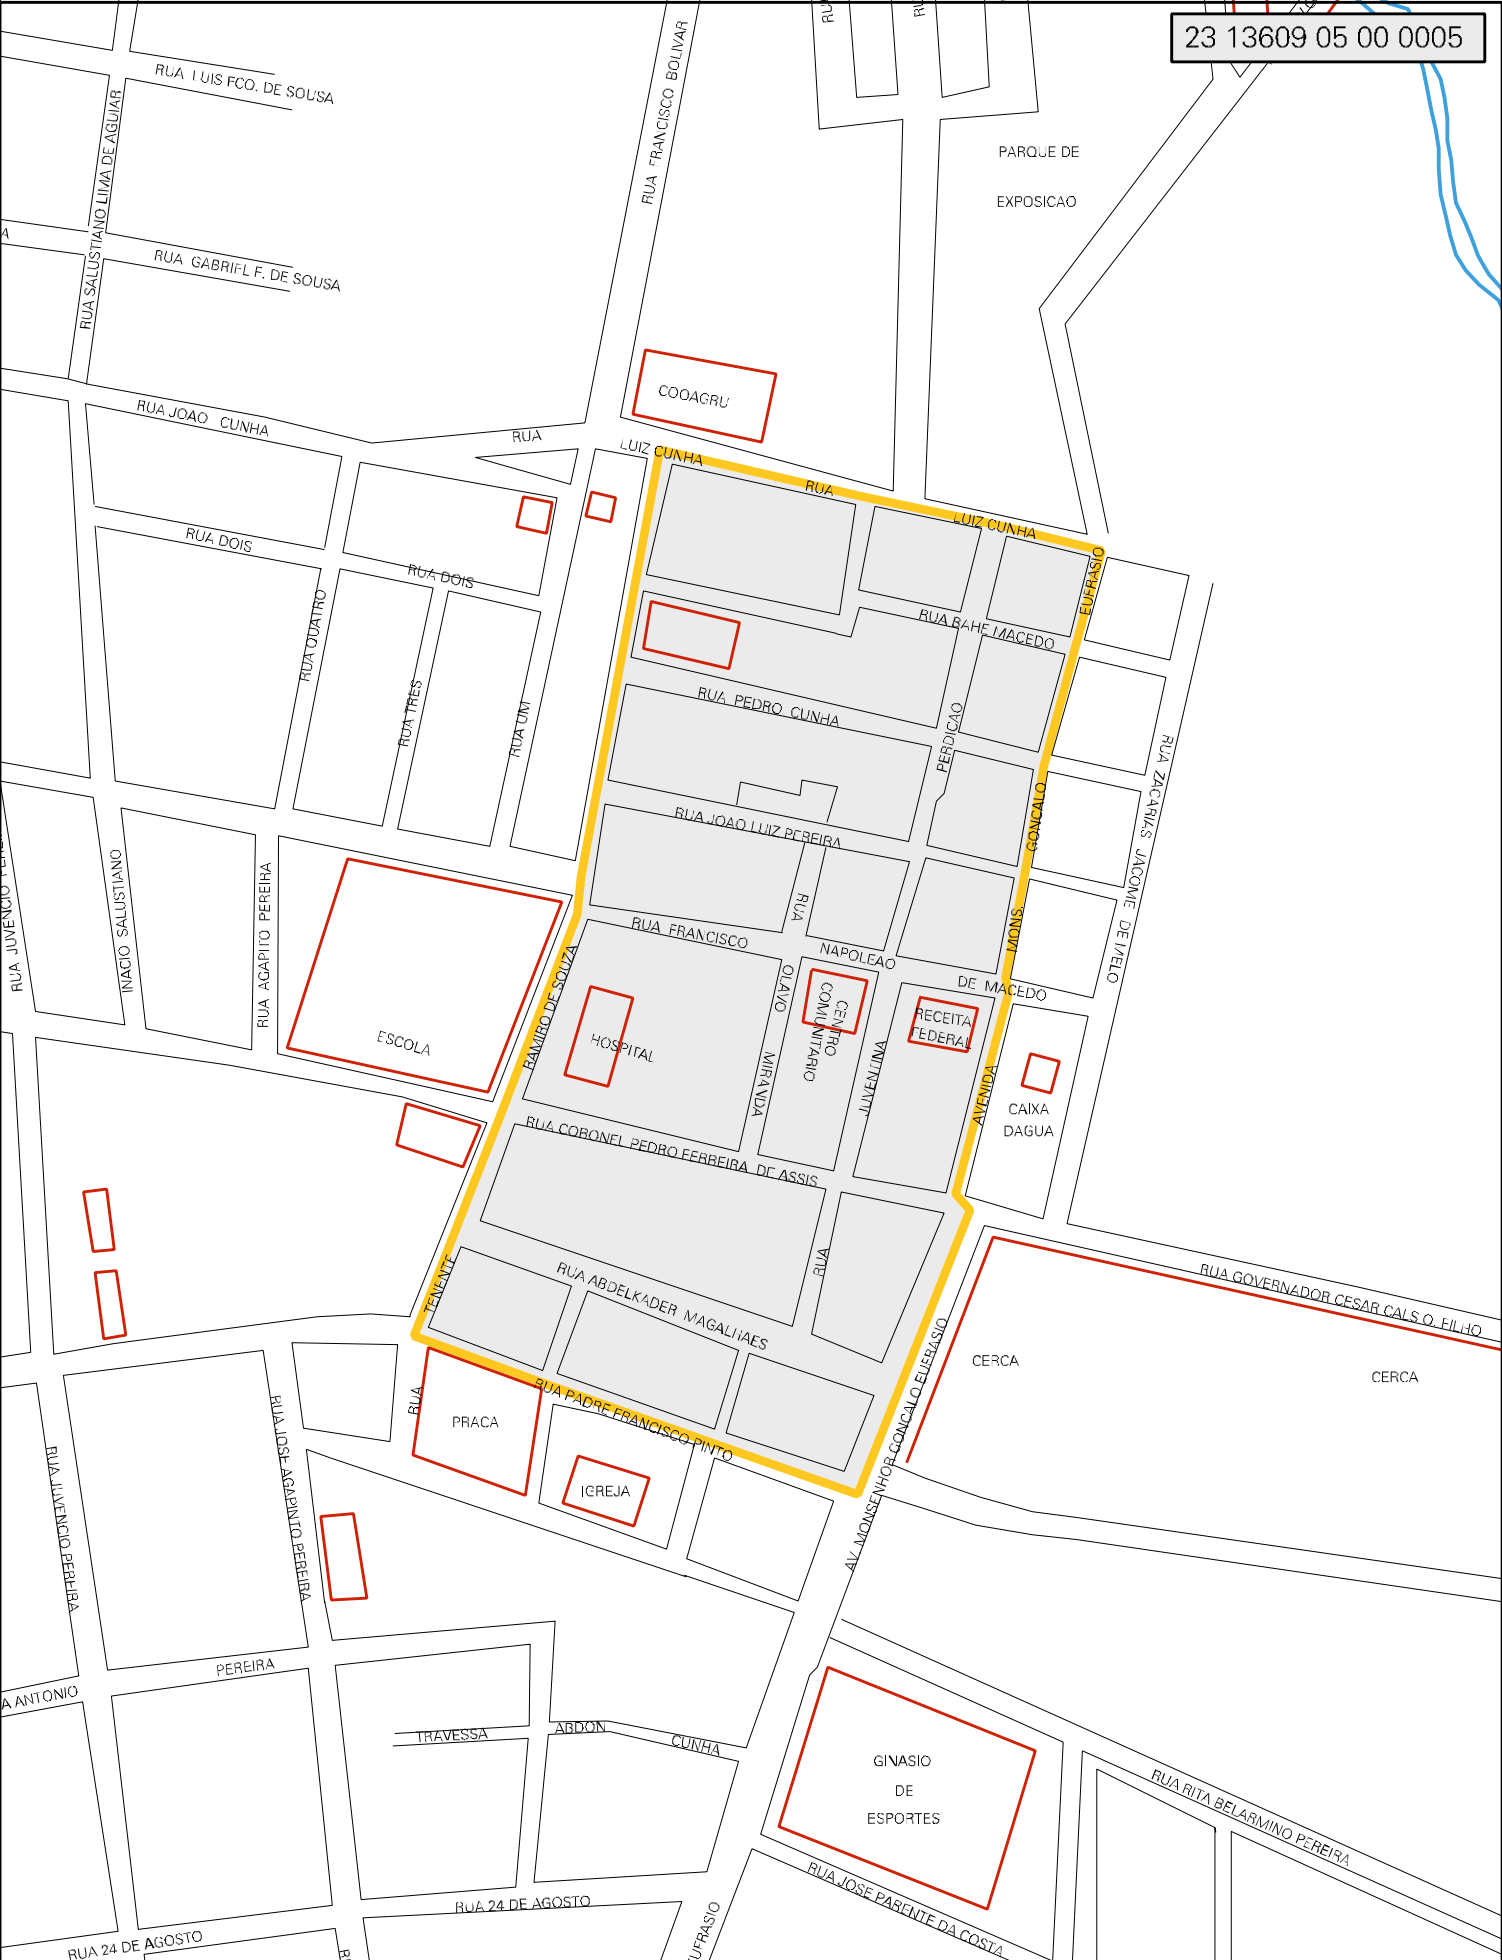 23 13609 05 00 0005
RUA LUIS FCO. DE SOUSA
RUA SALUSTIANO LIMA DE AGUIAR
RUA FRANCISCO BOLIVAR
PARQUE DE
EXPOSICAO
RUA GABRIEL F. DE SOUSA
COOAGRU
RUA JOAO CUNHA
RUA
LUIZ CUNHA
RUA
LUIZ CUNHA
RUA DOIS
RUA DOIS
EUFRASIO
RUA QUATRO
RUA TRES
RUA UM
RUA BAHE MACEDO
RUA PEDRO CUNHA
PERDICAO
RUA ZACARIAS JACOME DE MELO
GONCALO
RUA JOAO LUIZ PEREIRA
INACIO SALUSTIANO
RUA AGAPITO PEREIRA
RUA
RUA FRANCISCO
NAPOLEAO
DE MACEDO
MONS.
ESCOLA
RAMIRO DE SOUZA
HOSPITAL
OLAVO
MIRANDA
CENTRO
COMUNITARIO
JUVENTINA
RECEITA
FEDERAL
AVENIDA
CAIXA
DAGUA
RUA CORONEL PEDRO FERREIRA DE ASSIS
RUA
TENENTE
RUA ABDELKADER MAGALHAES
RUA GOVERNADOR CESAR CALS O. FILHO
CERCA
CERCA
RUA
PRACA
RUA PADRE FRANCISCO PINTO
IGREJA
AV. MONSENHOR GONCALO EUFRASIO
RUA JUVENCIO PEREIRA
RUA JOSE AGAPINTO PEREIRA
PEREIRA
A ANTONIO
TRAVESSA
ABDON
CUNHA
GINASIO
DE
ESPORTES
RUA RITA BELARMINO PEREIRA
RUA JOSE PARENTE DA COSTA
RUA 24 DE AGOSTO
RUA 24 DE AGOSTO
UFRASIO